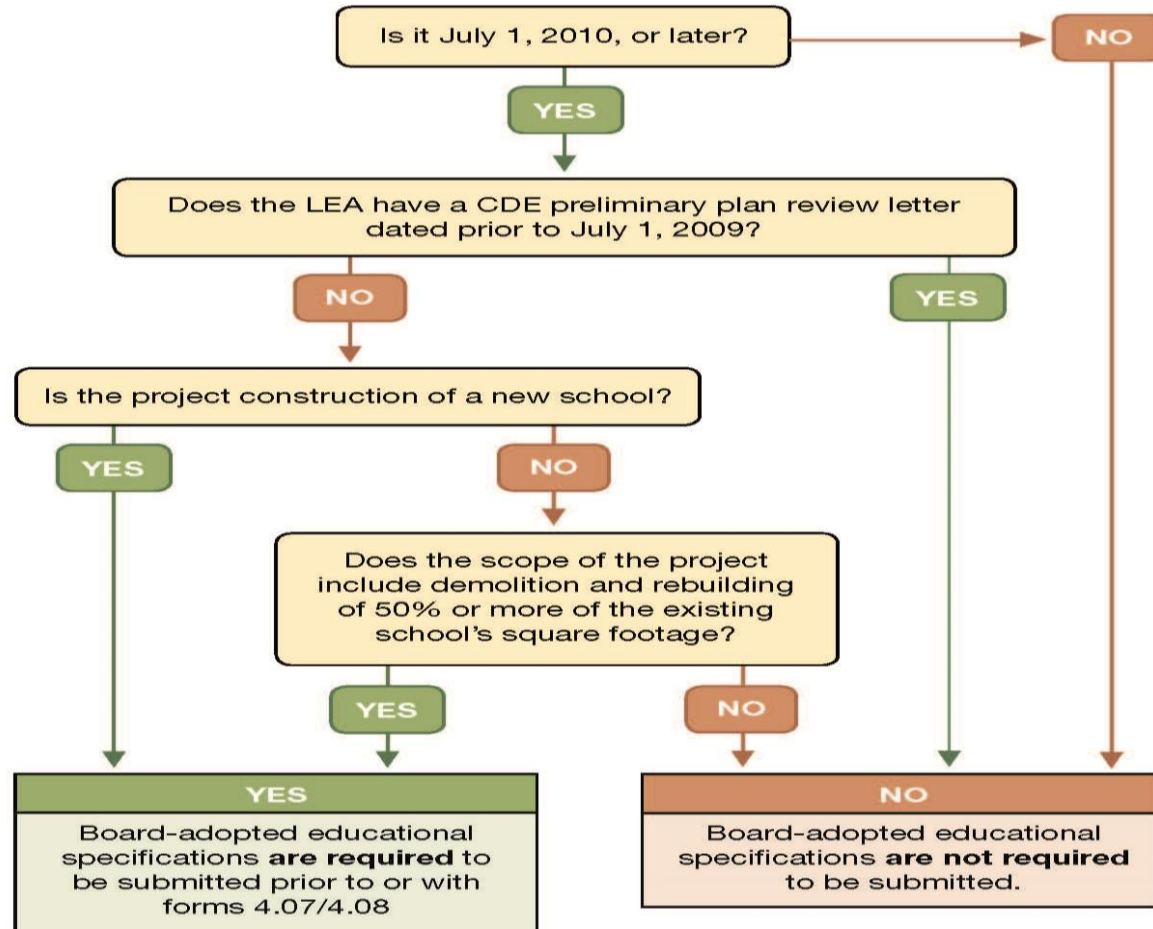 Is it July 1, 2010, or later?
NO
YES
Does the LEA have a CDE preliminary plan review letter
dated prior to July 1, 2009?
NO
YES
Is the project construction of a new school?
YES
NO
Does the scope of the project
include demolition and rebuilding
of 50% or more of the existing
school's square footage?
YES
NO
YES
Board-adopted educational
specifications are required to
be submitted prior to or with
forms 4.07/4.08
NO
Board-adopted educational
specifications are not required
to be submitted.